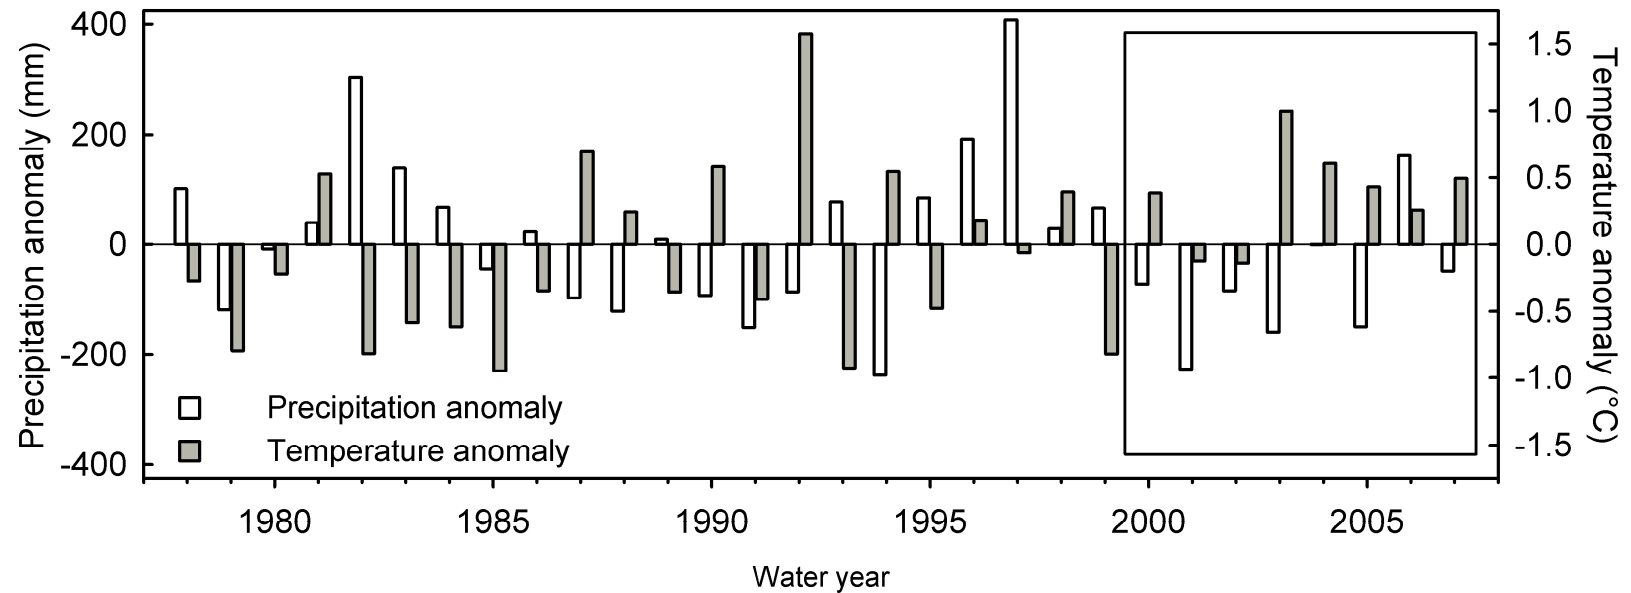 Precipitation anomaly (mm)
400
200
0
-200
-400
Precipitation anomaly
Temperature anomaly
1.5
1.0
0.5
0.0
-0.5
-1.0
-1.5
Temperature anomaly (°C)
1980 1985 1990 1995 2000 2005
Water year